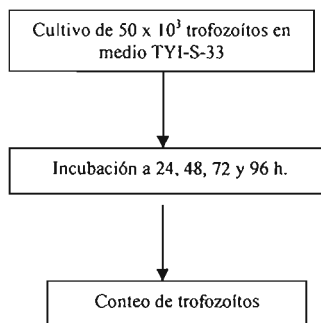 Cultivo de 50 x 10³ trofozoítos en
medio TYI-S-33
Incubación a 24, 48, 72 y 96 h.
Conteo de trofozoítos